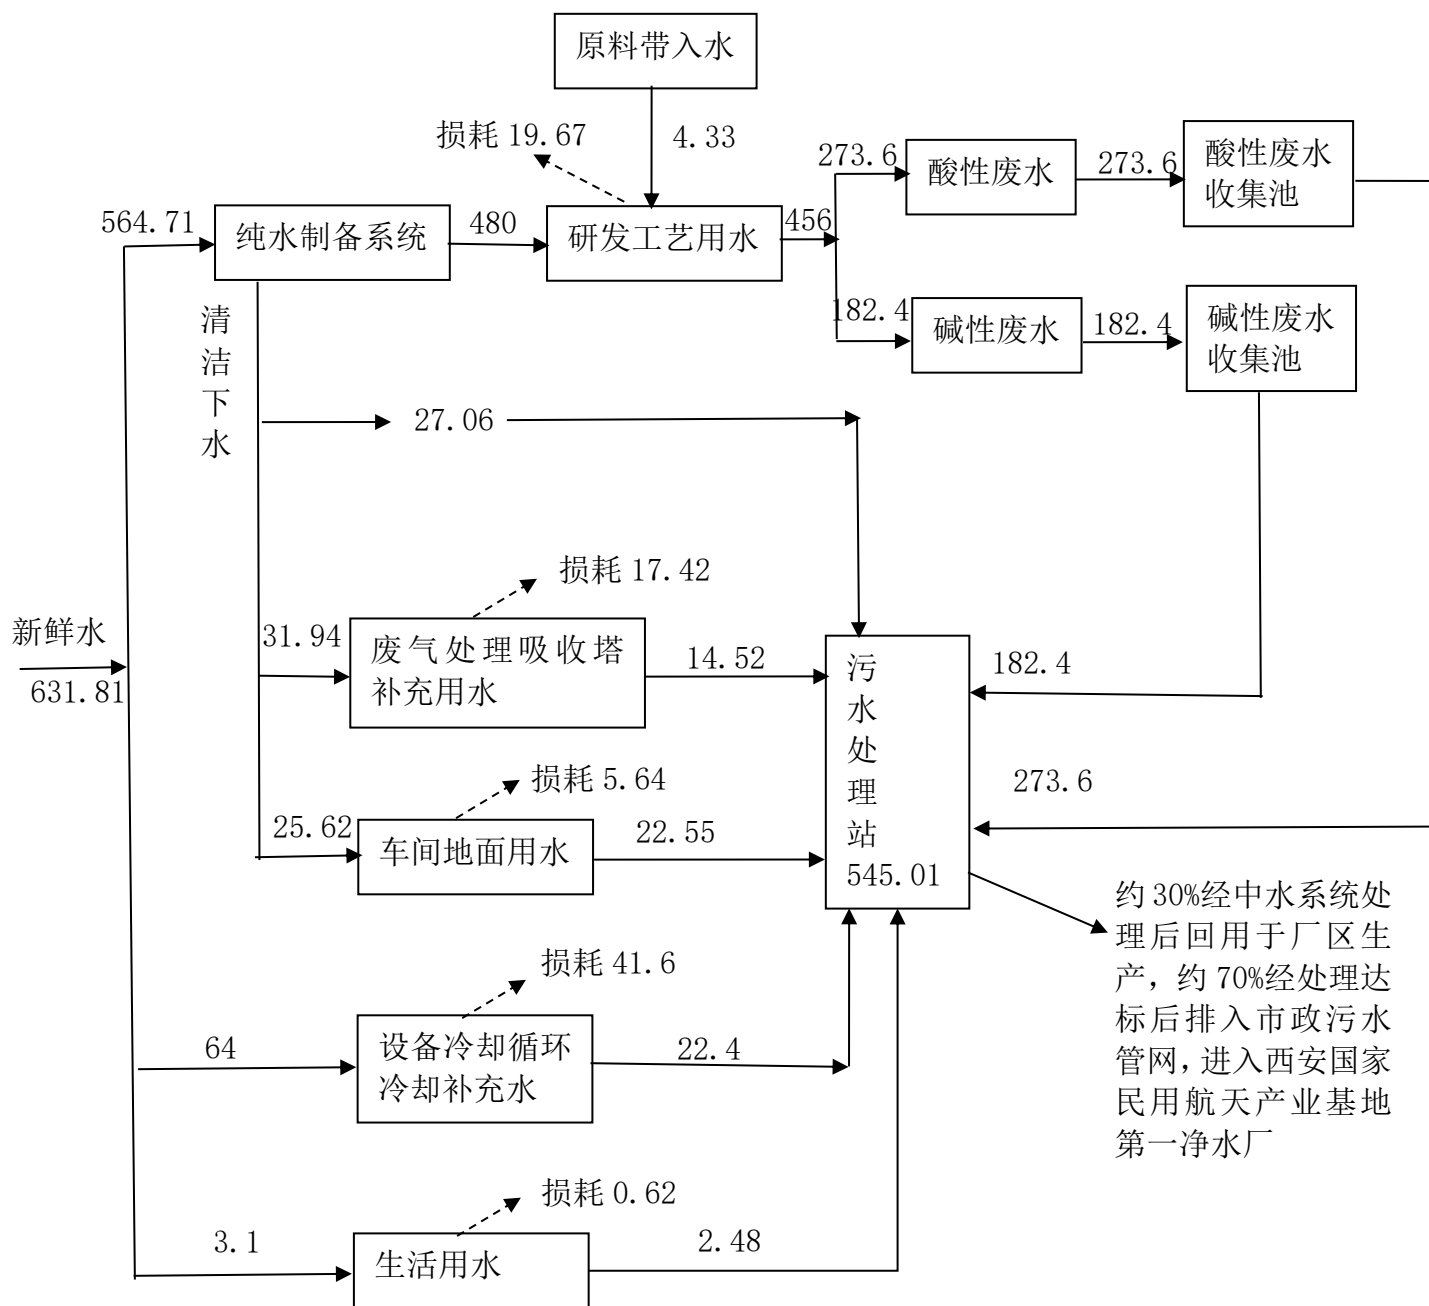 原料带入水
损耗 19.67
4.33
273.6
酸性废水
273.6
酸性废水
收集池
564.71
纯水制备系统
480
研发工艺用水
456
182.4
碱性废水
182.4
碱性废水
收集池
清
洁
下
水
27.06
损耗 17.42
新鲜水
631.81
31.94
废气处理吸收塔
补充用水
14.52
污
水
处
理
站
545.01
182.4
273.6
损耗 5.64
25.62
车间地面用水
22.55
约 30%经中水系统处
理后回用于厂区生
产，约 70%经处理达
标后排入市政污水
管网，进入西安国家
民用航天产业基地
第一净水厂
损耗 41.6
64
设备冷却循环
冷却补充水
22.4
损耗 0.62
3.1
生活用水
2.48